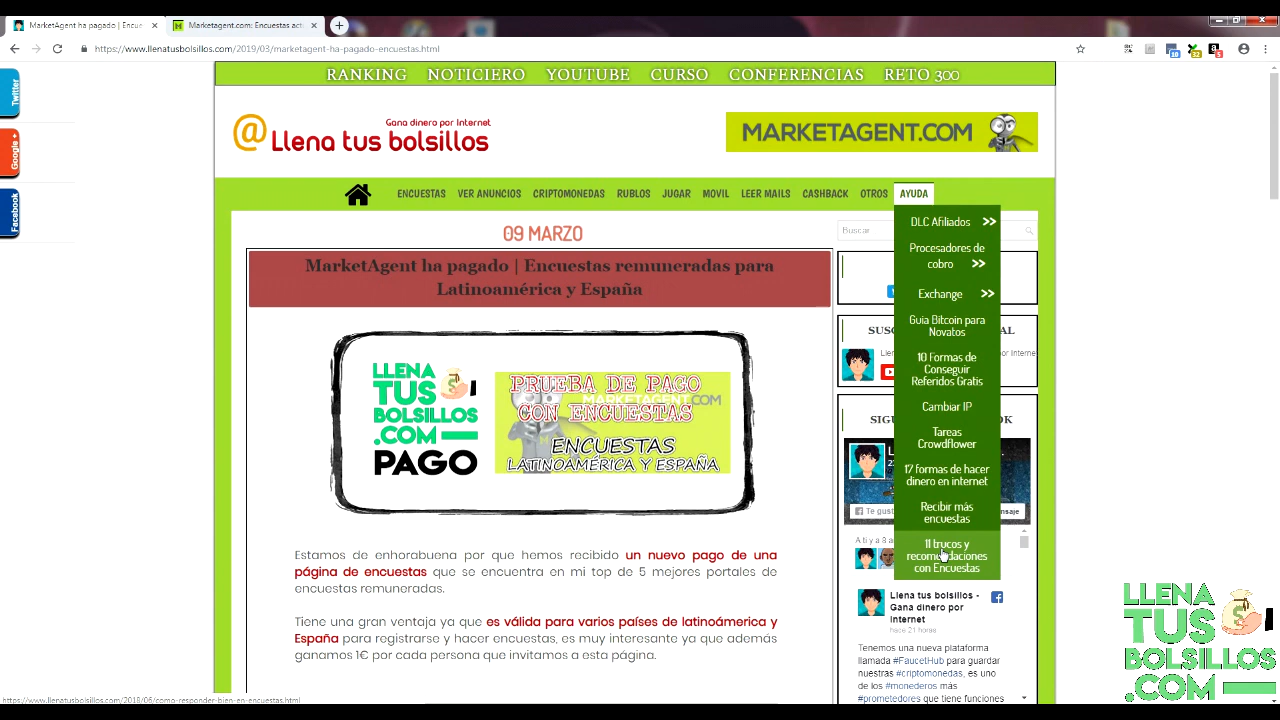 MarketAgent ha pagado | Encues
Marketagent.com: Encuestas act
https://www.llenatusbolsillos.com/2019/03/marketagent-ha-pagado-encuestas.html
Twitter
Google +
Facebook
RANKING NOTICIERO YOUTUBE CURSO CONFERENCIAS RETO 300
Gana dinero por Internet
@Llena tus bolsillos
MARKETAGENT.COM
ENCUESTAS VER ANUNCIOS CRIPTOMONEDAS RUBLOS JUGAR MOVIL LEER MAILS CASHBACK OTROS AYUDA
09 MARZO
MarketAgent ha pagado | Encuestas remuneradas para
Latinoamérica y España
LLENA
TUS
BOLSILLOS
.COM
PAGO
PRUEBA DE PAGO
MARKETAGENT.COM
CON ENCUESTAS
ENCUESTAS
LATINOAMÉRICA Y ESPAÑA
Estamos de enhorabuena por que hemos recibido un nuevo pago de una
página de encuestas que se encuentra en mi top de 5 mejores portales de
encuestas remuneradas.
Tiene una gran ventaja ya que es válida para varios países de latinoámerica y
España para registrarse y hacer encuestas, es muy interesante ya que además
ganamos 1€ por cada persona que invitamos a esta página.
Buscar
DLC Afiliados >>
Procesadores de
cobro >>
Exchange >>
Guia Bitcoin para
Novatos
10 Formas de
Conseguir
Referidos Gratis
Cambiar IP
Tareas
Crowdflower
17 formas de hacer
dinero en internet
Recibir más
encuestas
11 trucos y
recomendaciones
con Encuestas
Llena tus bolsillos -
Gana dinero por
Internet
hace 21 horas
Tenemos una nueva plataforma
llamada #FaucetHub para guardar
nuestras #criptomonedas, es uno
de los #monederos más
#prometedores que tiene funciones
LLENA
TUS
BOLSILLOS
.COM
https://www.llenatusbolsillos.com/2018/06/como-responder-bien-en-encuestas.html